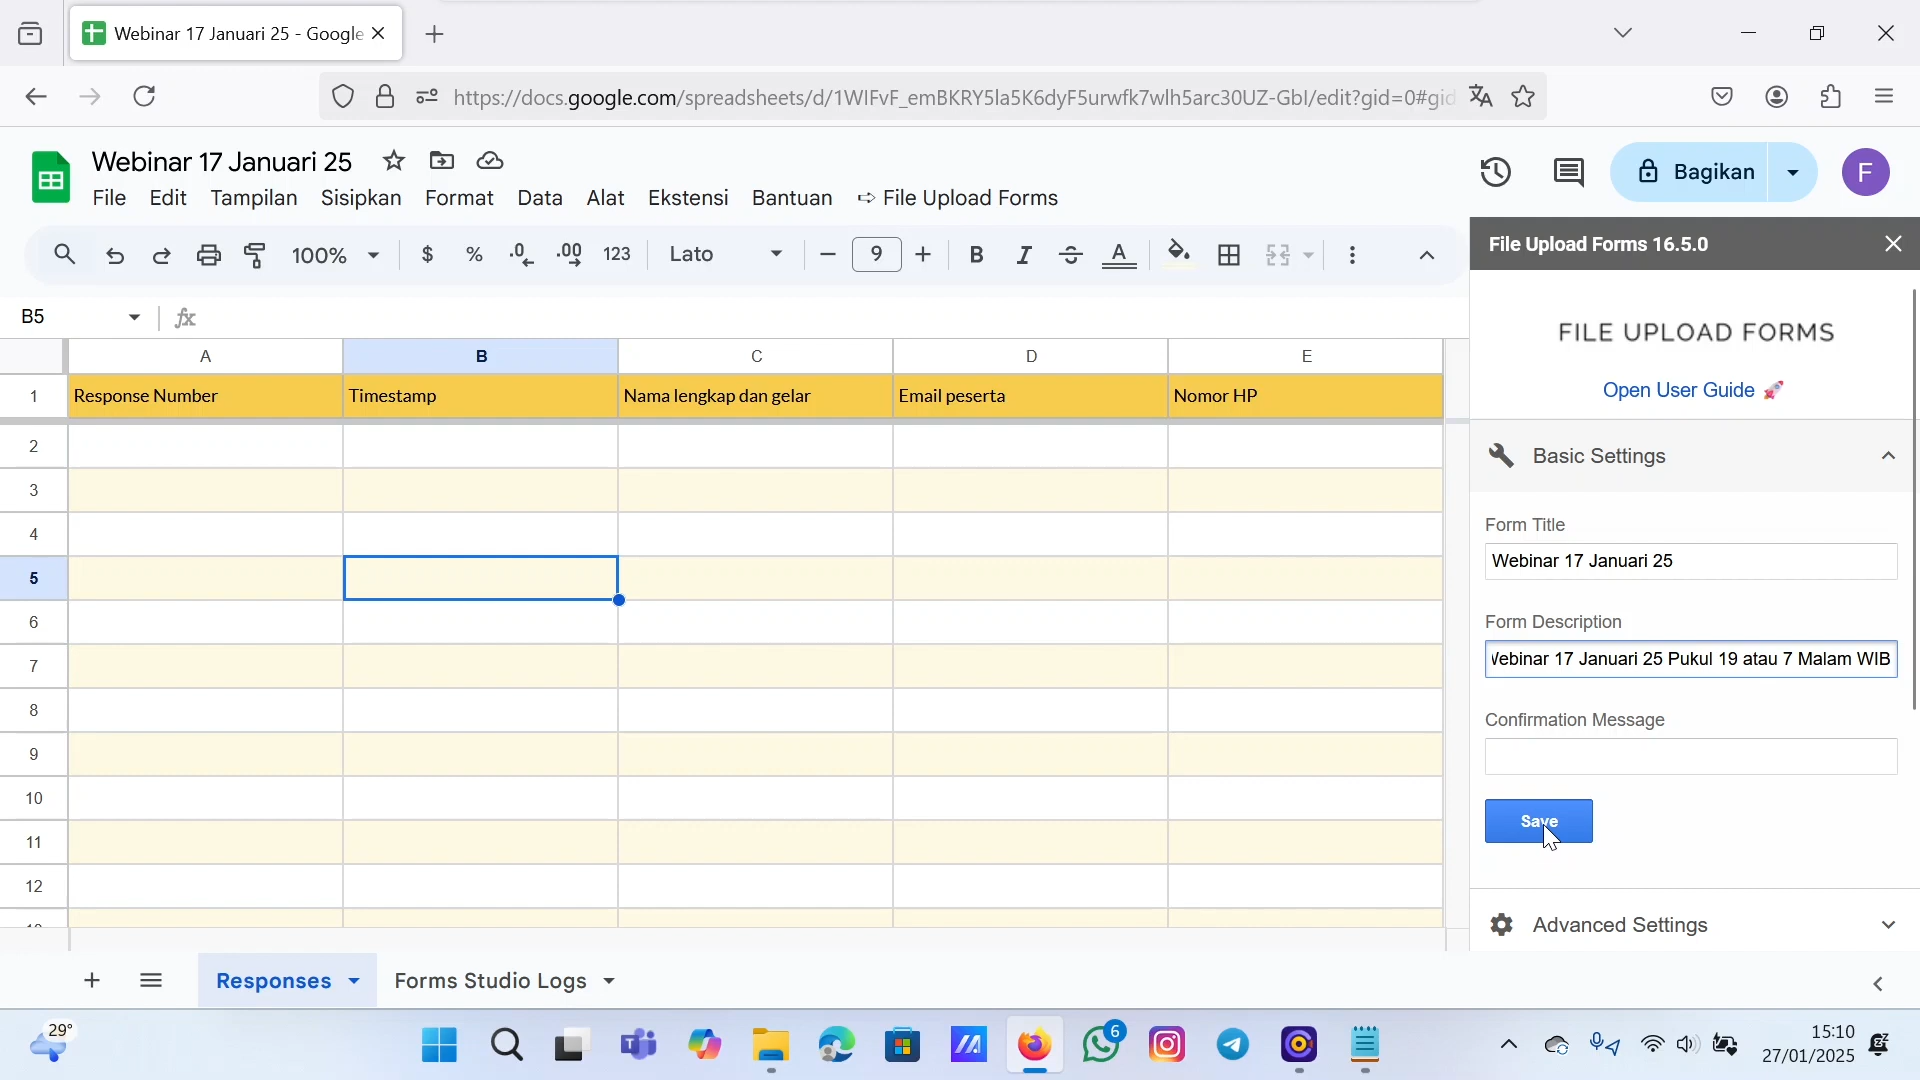 Webinar 17 Januari 25 - Google
https://docs.google.com/spreadsheets/d/1WIFvF_emBKRY5la5K6dyF5urwfk7wlh5arc30UZ-GbI/edit?gid=0#gid
Webinar 17 Januari 25
File Edit Tampilan Sisipkan Format Data Alat Ekstensi Bantuan ➯ File Upload Forms
Bagikan
F
100% $ % .0 .00 123 Lato 9 B I S A
B5 fx
A B C D E
1 Response Number Timestamp Nama lengkap dan gelar Email peserta Nomor HP
2
3
4
5
6
7
8
9
10
11
12
File Upload Forms 16.5.0
FILE UPLOAD FORMS
Open User Guide 🚀
Basic Settings
Form Title
Webinar 17 Januari 25
Form Description
Webinar 17 Januari 25 Pukul 19 atau 7 Malam WIB
Confirmation Message
Save
Advanced Settings
Responses Forms Studio Logs
29°
6
15:10
27/01/2025